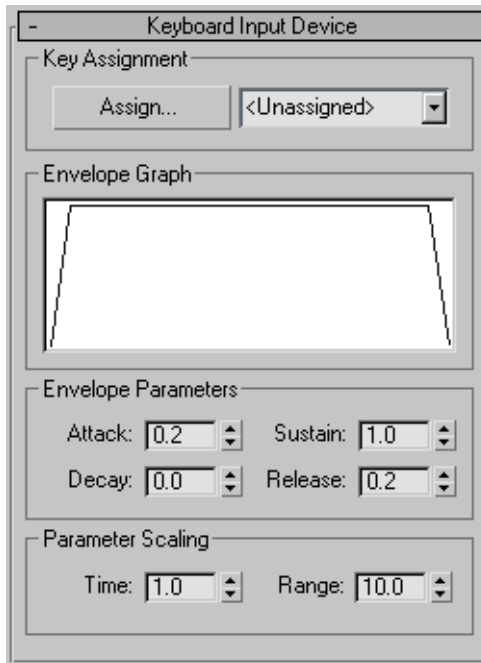 - Keyboard Input Device
Key Assignment
Assign... <Unassigned>
Envelope Graph
Envelope Parameters
Attack: 0.2 Sustain: 1.0
Decay: 0.0 Release: 0.2
Parameter Scaling
Time: 1.0 Range: 10.0